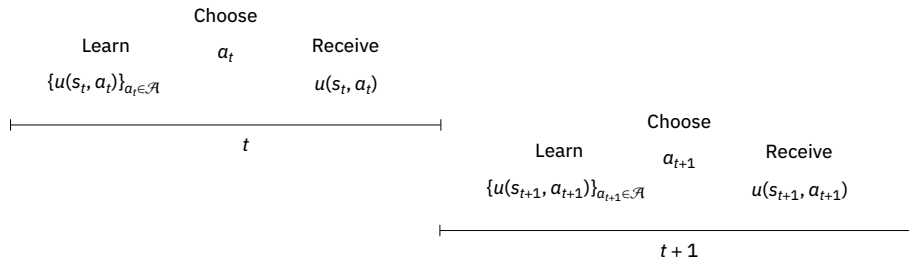 Choose
Learn
a_t
Receive
{u(s_t, a_t)}_{a_t∈𝒜}
u(s_t, a_t)
t
Choose
Learn
a_{t+1}
Receive
{u(s_{t+1}, a_{t+1})}_{a_{t+1}∈𝒜}
u(s_{t+1}, a_{t+1})
t + 1